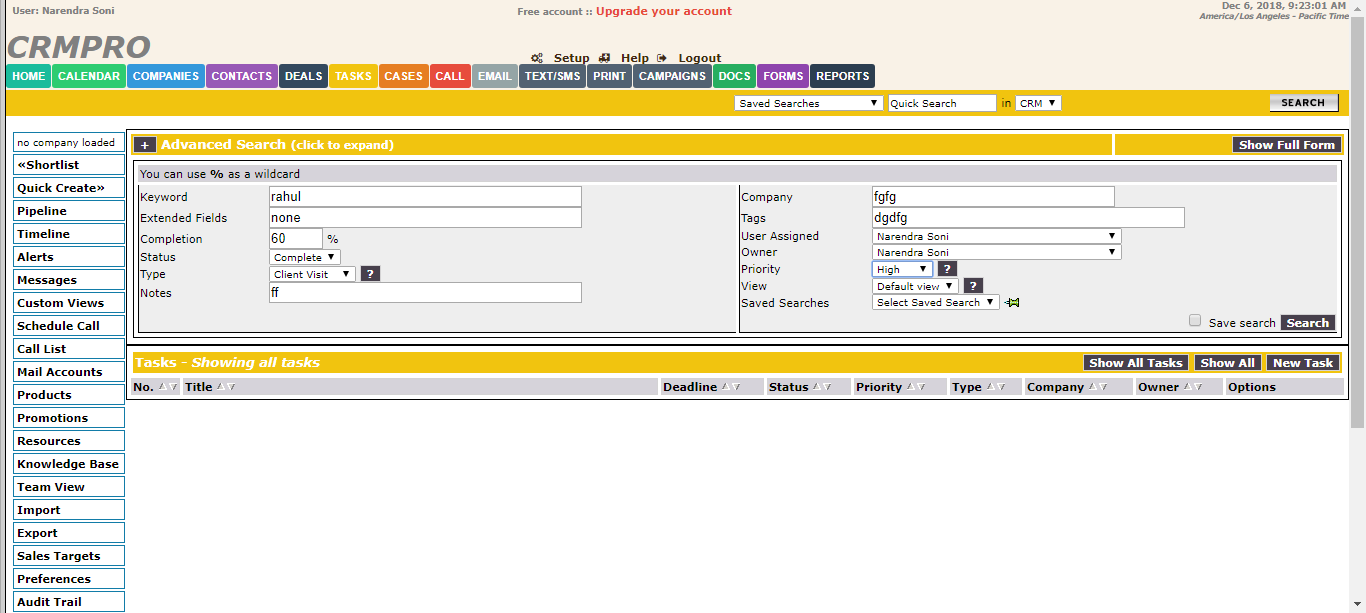 User: Narendra Soni
Free account :: Upgrade your account
Dec 6, 2018, 9:23:01 AM
America/Los Angeles - Pacific Time
CRMPRO
Setup Help Logout
HOME CALENDAR COMPANIES CONTACTS DEALS TASKS CASES CALL EMAIL TEXT/SMS PRINT CAMPAIGNS DOCS FORMS REPORTS
Saved Searches Quick Search in CRM SEARCH
no company loaded
«Shortlist
Quick Create»
Pipeline
Timeline
Alerts
Messages
Custom Views
Schedule Call
Call List
Mail Accounts
Products
Promotions
Resources
Knowledge Base
Team View
Import
Export
Sales Targets
Preferences
Audit Trail
+ Advanced Search (click to expand) Show Full Form
You can use % as a wildcard
Keyword rahul
Extended Fields none
Completion 60 %
Status Complete
Type Client Visit ?
Notes ff
Company fgfg
Tags dgdfg
User Assigned Narendra Soni
Owner Narendra Soni
Priority High ?
View Default view ?
Saved Searches Select Saved Search
Save search Search
Tasks - Showing all tasks Show All Tasks Show All New Task
No. Title Deadline Status Priority Type Company Owner Options